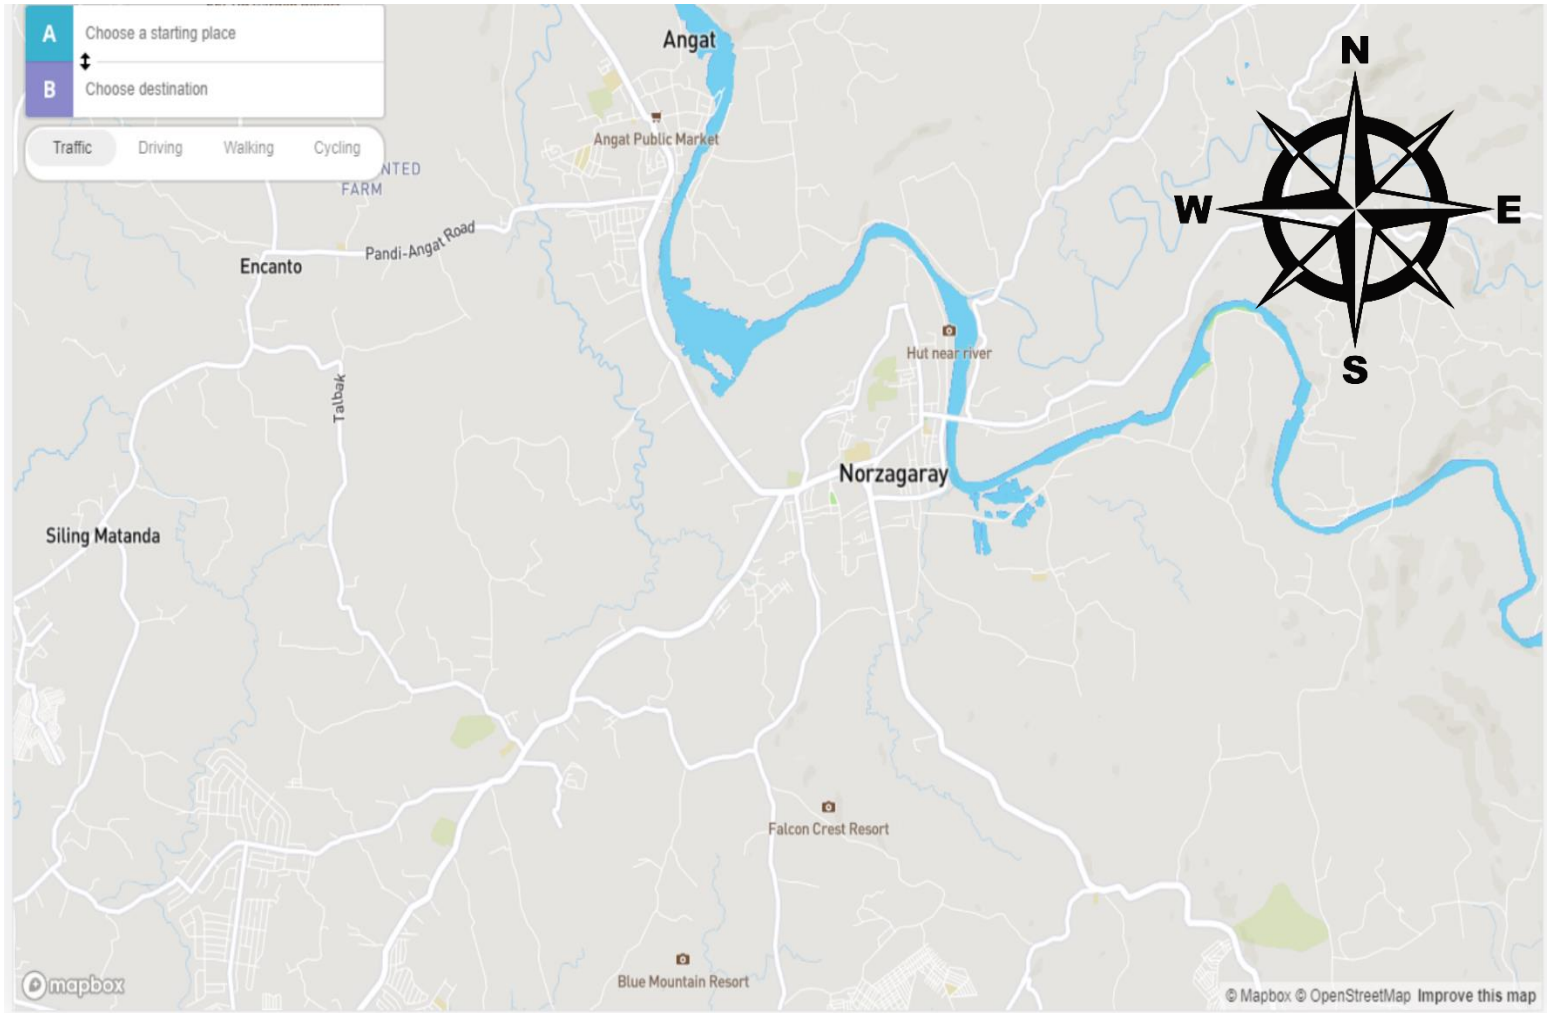 A Choose a starting place
B Choose destination
Traffic Driving Walking Cycling
FARM
Angat
Angat Public Market
Pandi-Angat Road
Encanto
Talbak
Siling Matanda
Hut near river
Norzagaray
Falcon Crest Resort
Blue Mountain Resort
N
W E
S
mapbox
© Mapbox © OpenStreetMap Improve this map